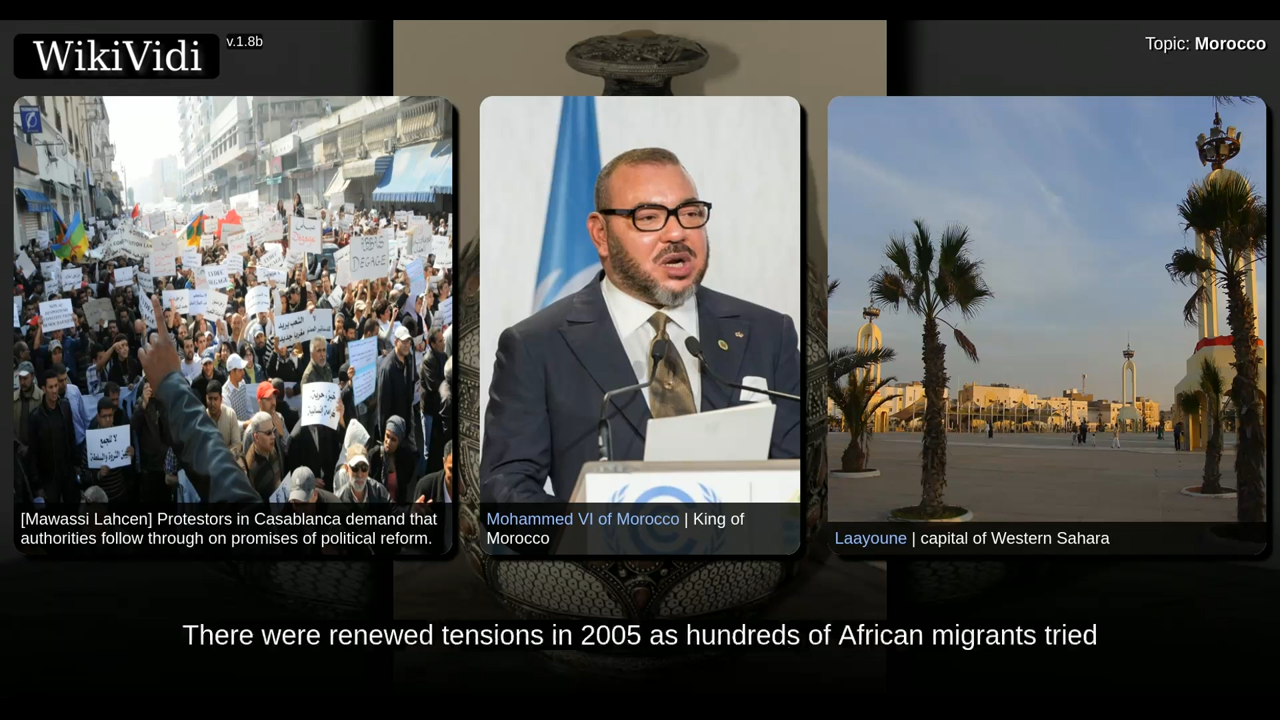 WikiVidi
v.1.8b
Topic: Morocco
DEGAGE
[Mawassi Lahcen] Protestors in Casablanca demand that
authorities follow through on promises of political reform.
Mohammed VI of Morocco | King of
Morocco
Laayoune | capital of Western Sahara
There were renewed tensions in 2005 as hundreds of African migrants tried